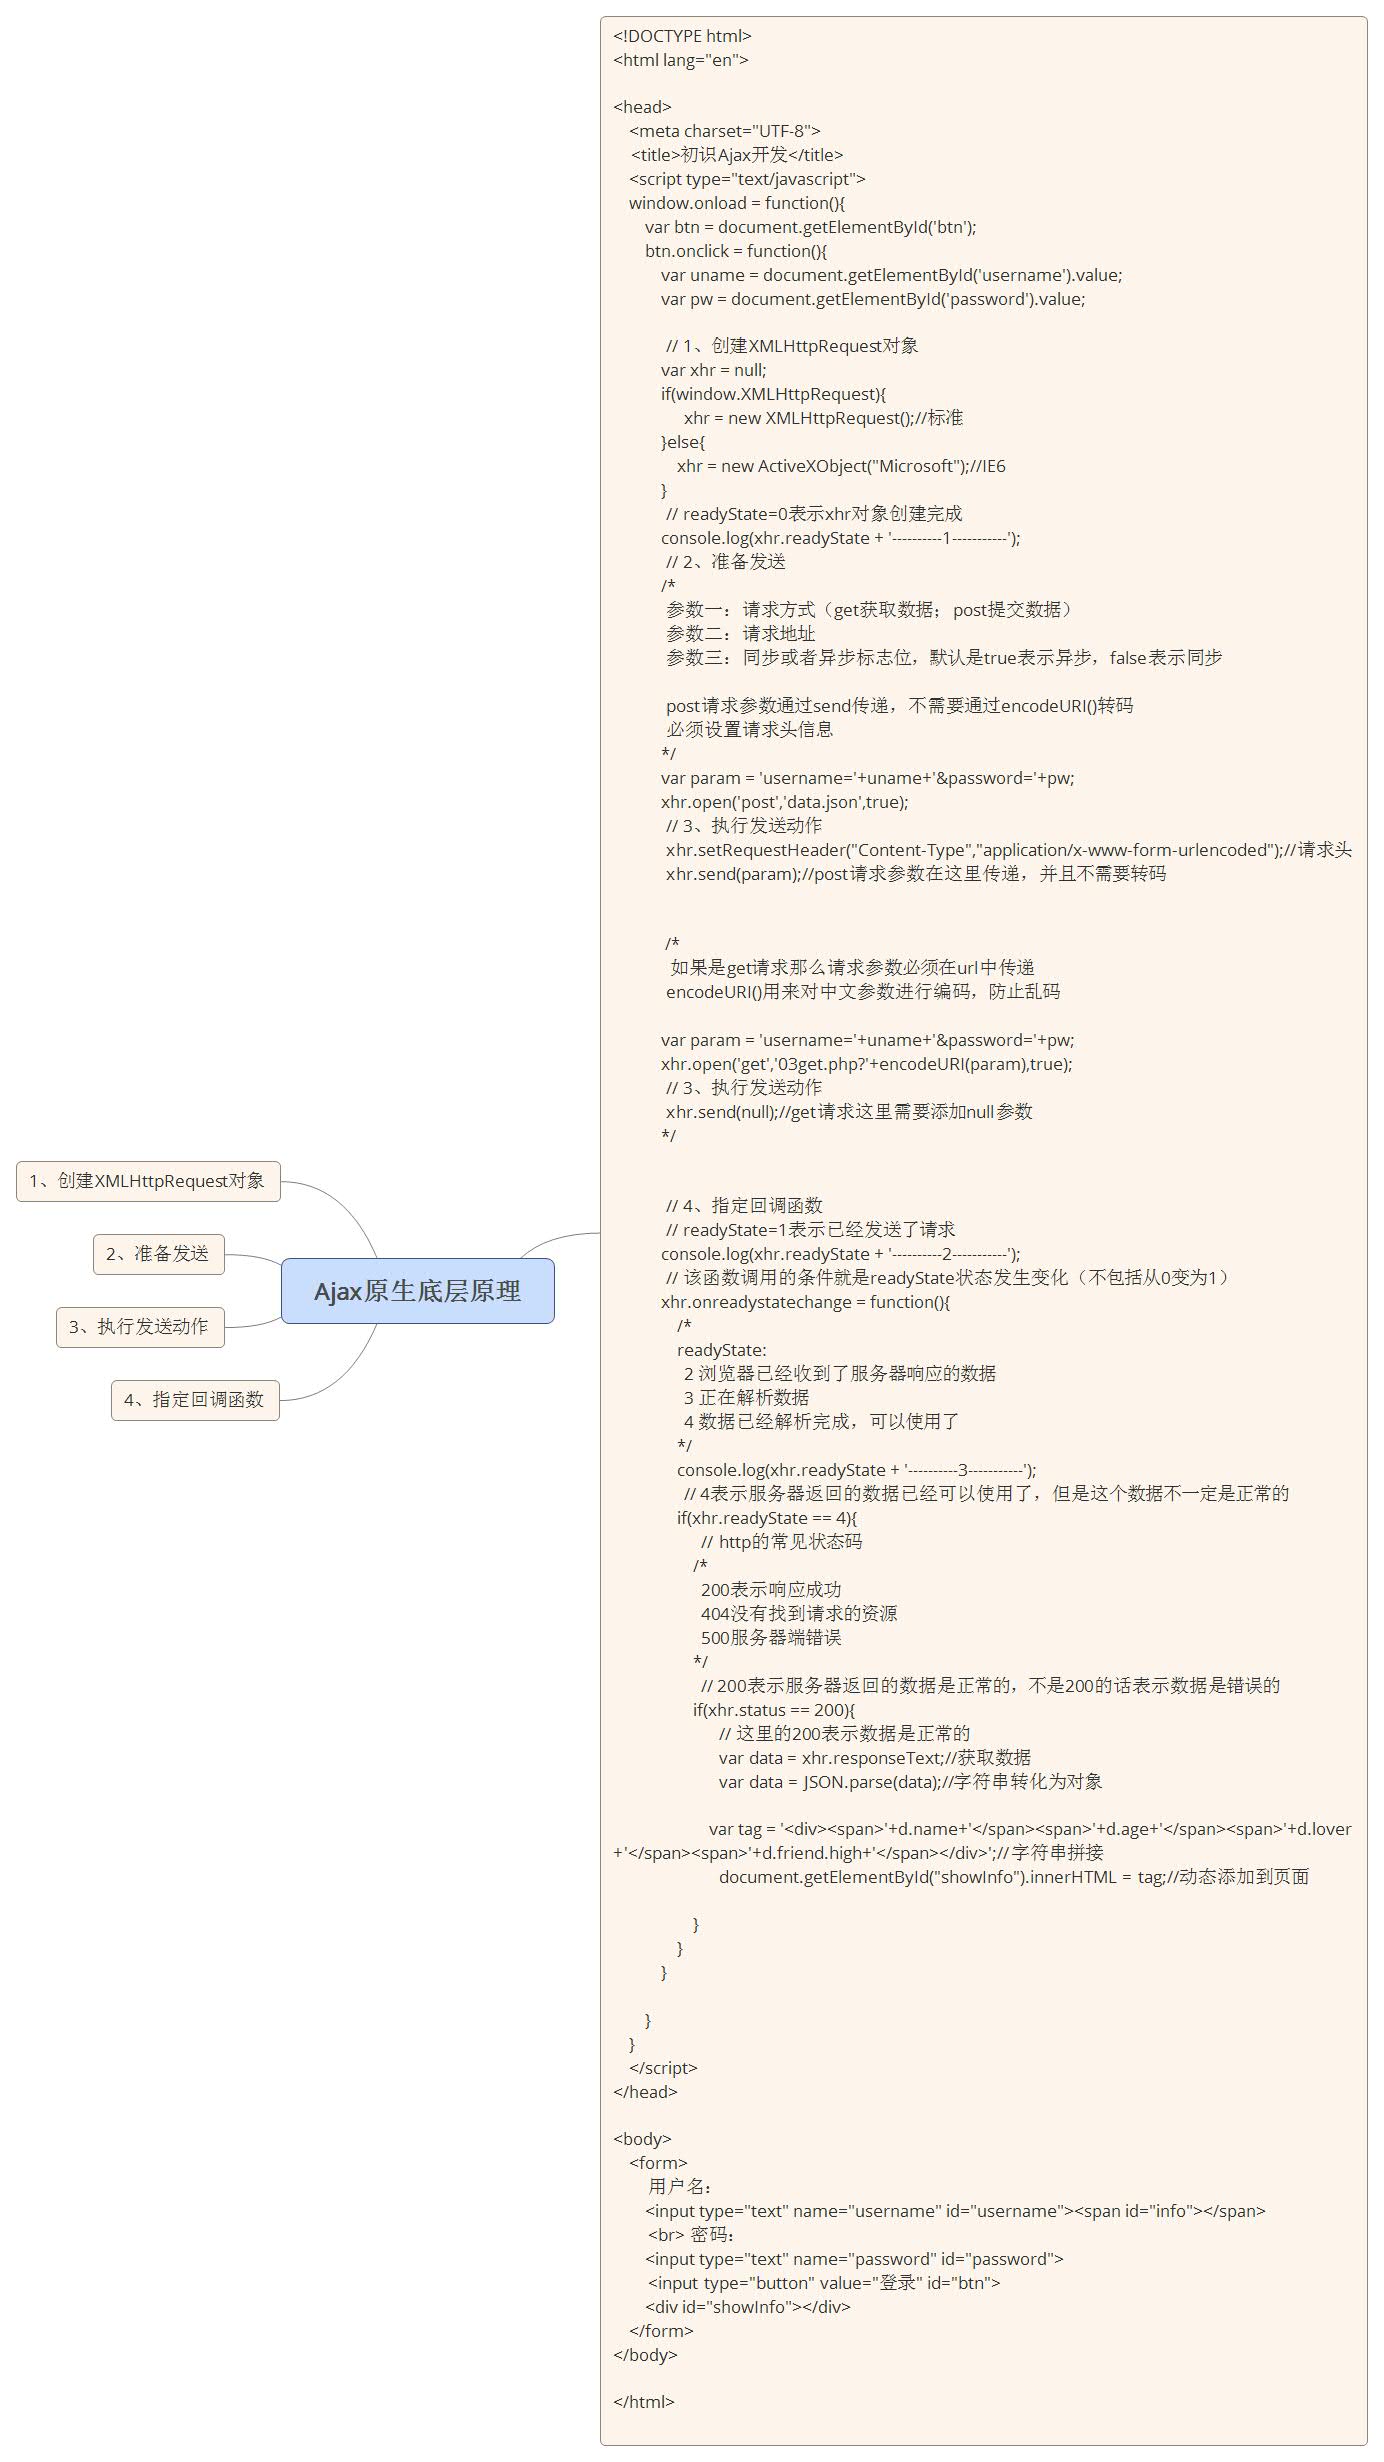 1、创建XMLHttpRequest对象
2、准备发送
3、执行发送动作
4、指定回调函数
Ajax原生底层原理
<!DOCTYPE html>
<html lang="en">
<head>
<meta charset="UTF-8">
<title>初识Ajax开发</title>
<script type="text/javascript">
window.onload = function(){
var btn = document.getElementById('btn');
btn.onclick = function(){
var uname = document.getElementById('username').value;
var pw = document.getElementById('password').value;
// 1、创建XMLHttpRequest对象
var xhr = null;
if(window.XMLHttpRequest){
xhr = new XMLHttpRequest();//标准
}else{
xhr = new ActiveXObject("Microsoft");//IE6
}
// readyState=0表示xhr对象创建完成
console.log(xhr.readyState + '----------1-----------');
// 2、准备发送
/*
参数一：请求方式（get获取数据；post提交数据）
参数二：请求地址
参数三：同步或者异步标志位，默认是true表示异步，false表示同步
post请求参数通过send传递，不需要通过encodeURI()转码
必须设置请求头信息
*/
var param = 'username='+uname+'&password='+pw;
xhr.open('post','data.json',true);
// 3、执行发送动作
xhr.setRequestHeader("Content-Type","application/x-www-form-urlencoded");//请求头
xhr.send(param);//post请求参数在这里传递，并且不需要转码
/*
如果是get请求那么请求参数必须在url中传递
encodeURI()用来对中文参数进行编码，防止乱码
var param = 'username='+uname+'&password='+pw;
xhr.open('get','03get.php?'+encodeURI(param),true);
// 3、执行发送动作
xhr.send(null);//get请求这里需要添加null参数
*/
// 4、指定回调函数
// readyState=1表示已经发送了请求
console.log(xhr.readyState + '----------2-----------');
// 该函数调用的条件就是readyState状态发生变化（不包括从0变为1）
xhr.onreadystatechange = function(){
/*
readyState:
2 浏览器已经收到了服务器响应的数据
3 正在解析数据
4 数据已经解析完成，可以使用了
*/
console.log(xhr.readyState + '----------3-----------');
// 4表示服务器返回的数据已经可以使用了，但是这个数据不一定是正常的
if(xhr.readyState == 4){
// http的常见状态码
/*
200表示响应成功
404没有找到请求的资源
500服务器端错误
*/
// 200表示服务器返回的数据是正常的，不是200的话表示数据是错误的
if(xhr.status == 200){
// 这里的200表示数据是正常的
var data = xhr.responseText;//获取数据
var data = JSON.parse(data);//字符串转化为对象
var tag = '<div><span>'+d.name+'</span><span>'+d.age+'</span><span>'+d.lover
+'</span><span>'+d.friend.high+'</span></div>';//字符串拼接
document.getElementById("showInfo").innerHTML = tag;//动态添加到页面
}
}
}
}
}
</script>
</head>
<body>
<form>
用户名：
<input type="text" name="username" id="username"><span id="info"></span>
<br> 密码：
<input type="text" name="password" id="password">
<input type="button" value="登录" id="btn">
<div id="showInfo"></div>
</form>
</body>
</html>